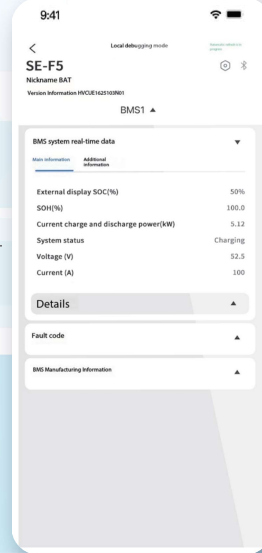 9:41
Local debugging mode
SE-F5
Nickname BAT
Version Information HVCUE1625103N01
BMS1 ▲
BMS system real-time data ▼
Main information Additional information
External display SOC(%) 50%
SOH(%) 100.0
Current charge and discharge power(kW) 5.12
System status Charging
Voltage (V) 52.5
Current (A) 100
Details ▲
Fault code ▲
BMS Manufacturing Information ▲